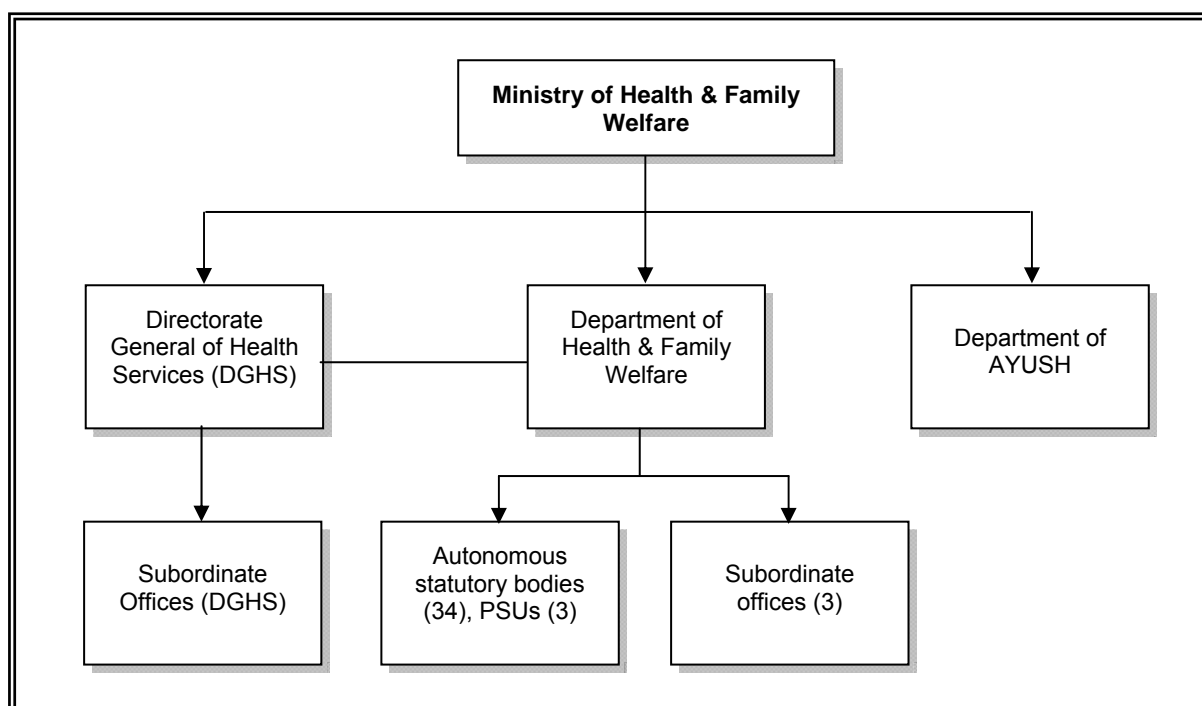 Ministry of Health & Family
Welfare
Directorate
General of Health
Services (DGHS)
Department of
Health & Family
Welfare
Department of
AYUSH
Subordinate
Offices (DGHS)
Autonomous
statutory bodies
(34), PSUs (3)
Subordinate
offices (3)